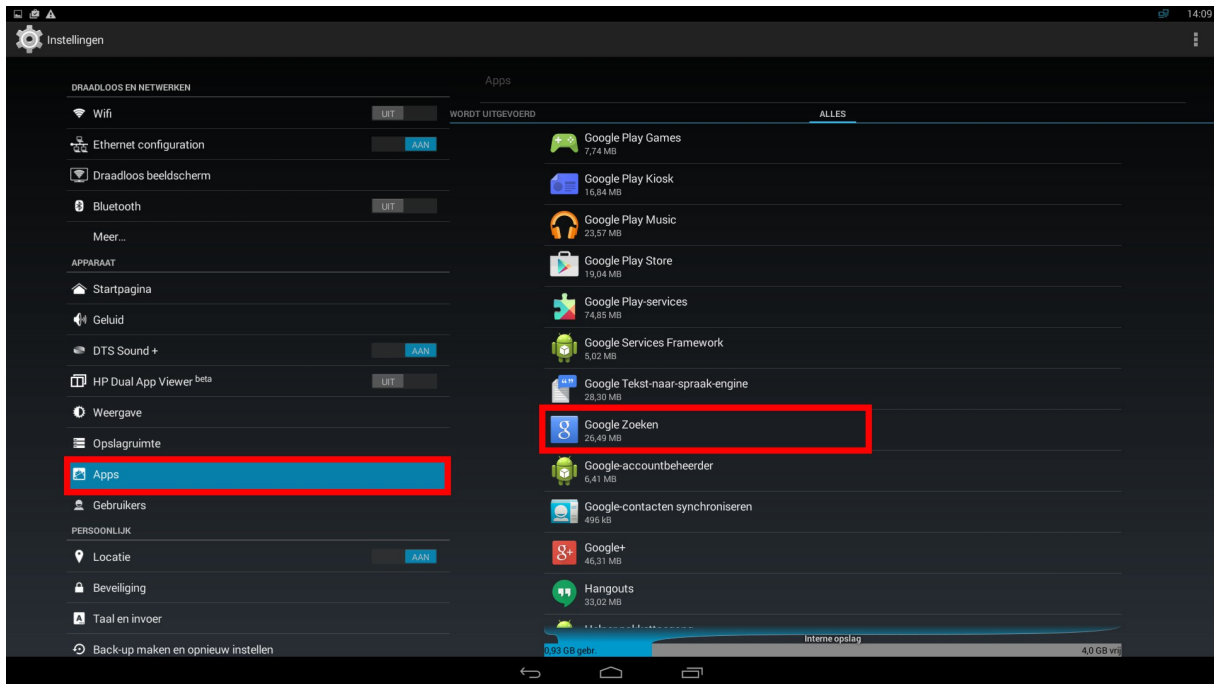 14:09
Instellingen
DRAADLOOS EN NETWERKEN
Wifi UIT
Ethernet configuration AAN
Draadloos beeldscherm
Bluetooth UIT
Meer...
APPARAAT
Startpagina
Geluid
DTS Sound + AAN
HP Dual App Viewer beta UIT
Weergave
Opslagruimte
Apps
Gebruikers
PERSOONLIJK
Locatie AAN
Beveiliging
Taal en invoer
Back-up maken en opnieuw instellen
Apps
WORDT UITGEVOERD ALLES
Google Play Games
7,74 MB
Google Play Kiosk
16,84 MB
Google Play Music
23,57 MB
Google Play Store
19,04 MB
Google Play-services
74,85 MB
Google Services Framework
5,02 MB
Google Tekst-naar-spraak-engine
28,30 MB
Google Zoeken
26,49 MB
Google-accountbeheerder
6,41 MB
Google-contacten synchroniseren
496 kB
Google+
46,31 MB
Hangouts
33,02 MB
Interne opslag
0,93 GB gebr. 4,0 GB vrij